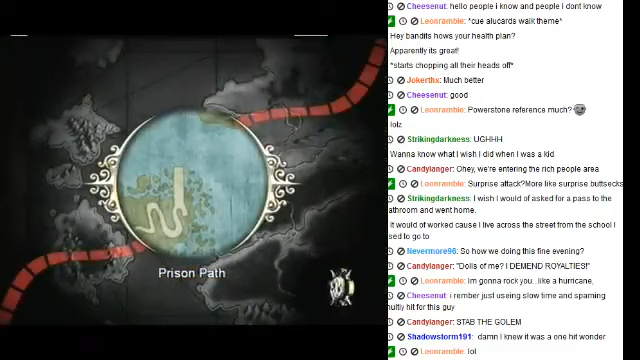 Prison Path
Cheesenut: hello people i know and people i dont know
Leonramble: *cue alucards walk theme*
Hey bandits hows your health plan?
Apparently its great!
*starts chopping all their heads off*
Jokerthx: Much better
Cheesenut: good
Leonramble: Powerstone reference much?
lolz
Strikingdarkness: UGHHH
Wanna know what I wish I did when I was a kid
Candylanger: Ohey, we're entering the rich people area
Leonramble: Surprise attack?More like surprise buttsecks
Strikingdarkness: I wish I would of asked for a pass to the
athroom and went home.
it would of worked cause I live across the street from the school I
sed to go to
Nevermore96: So how we doing this fine evening?
Candylanger: "Dolls of me? I DEMEND ROYALTIES!"
Leonramble: Im gonna rock you...like a hurricane,
Cheesenut: i rember just useing slow time and spaming
nultiy hit for this guy
Candylanger: STAB THE GOLEM
Shadowstorm191: damn I knew it was a one hit wonder
Leonramble: lol